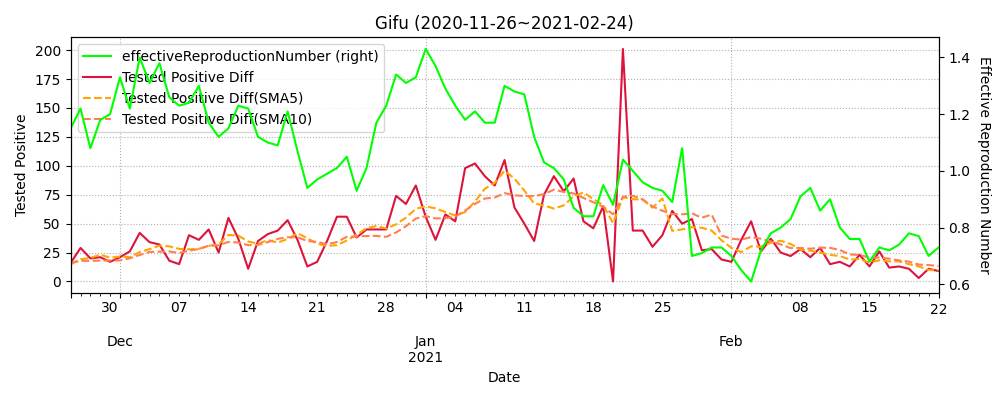 Gifu (2020-11-26~2021-02-24)
effectiveReproductionNumber (right)
Tested Positive Diff
Tested Positive Diff(SMA5)
Tested Positive Diff(SMA10)
Tested Positive
200
175
150
125
100
75
50
25
0
1.4
1.2
1.0
0.8
0.6
Effective Reproduction Number
30 07 14 21 28 04 11 18 25 08 15 22
Dec Jan Feb
2021
Date